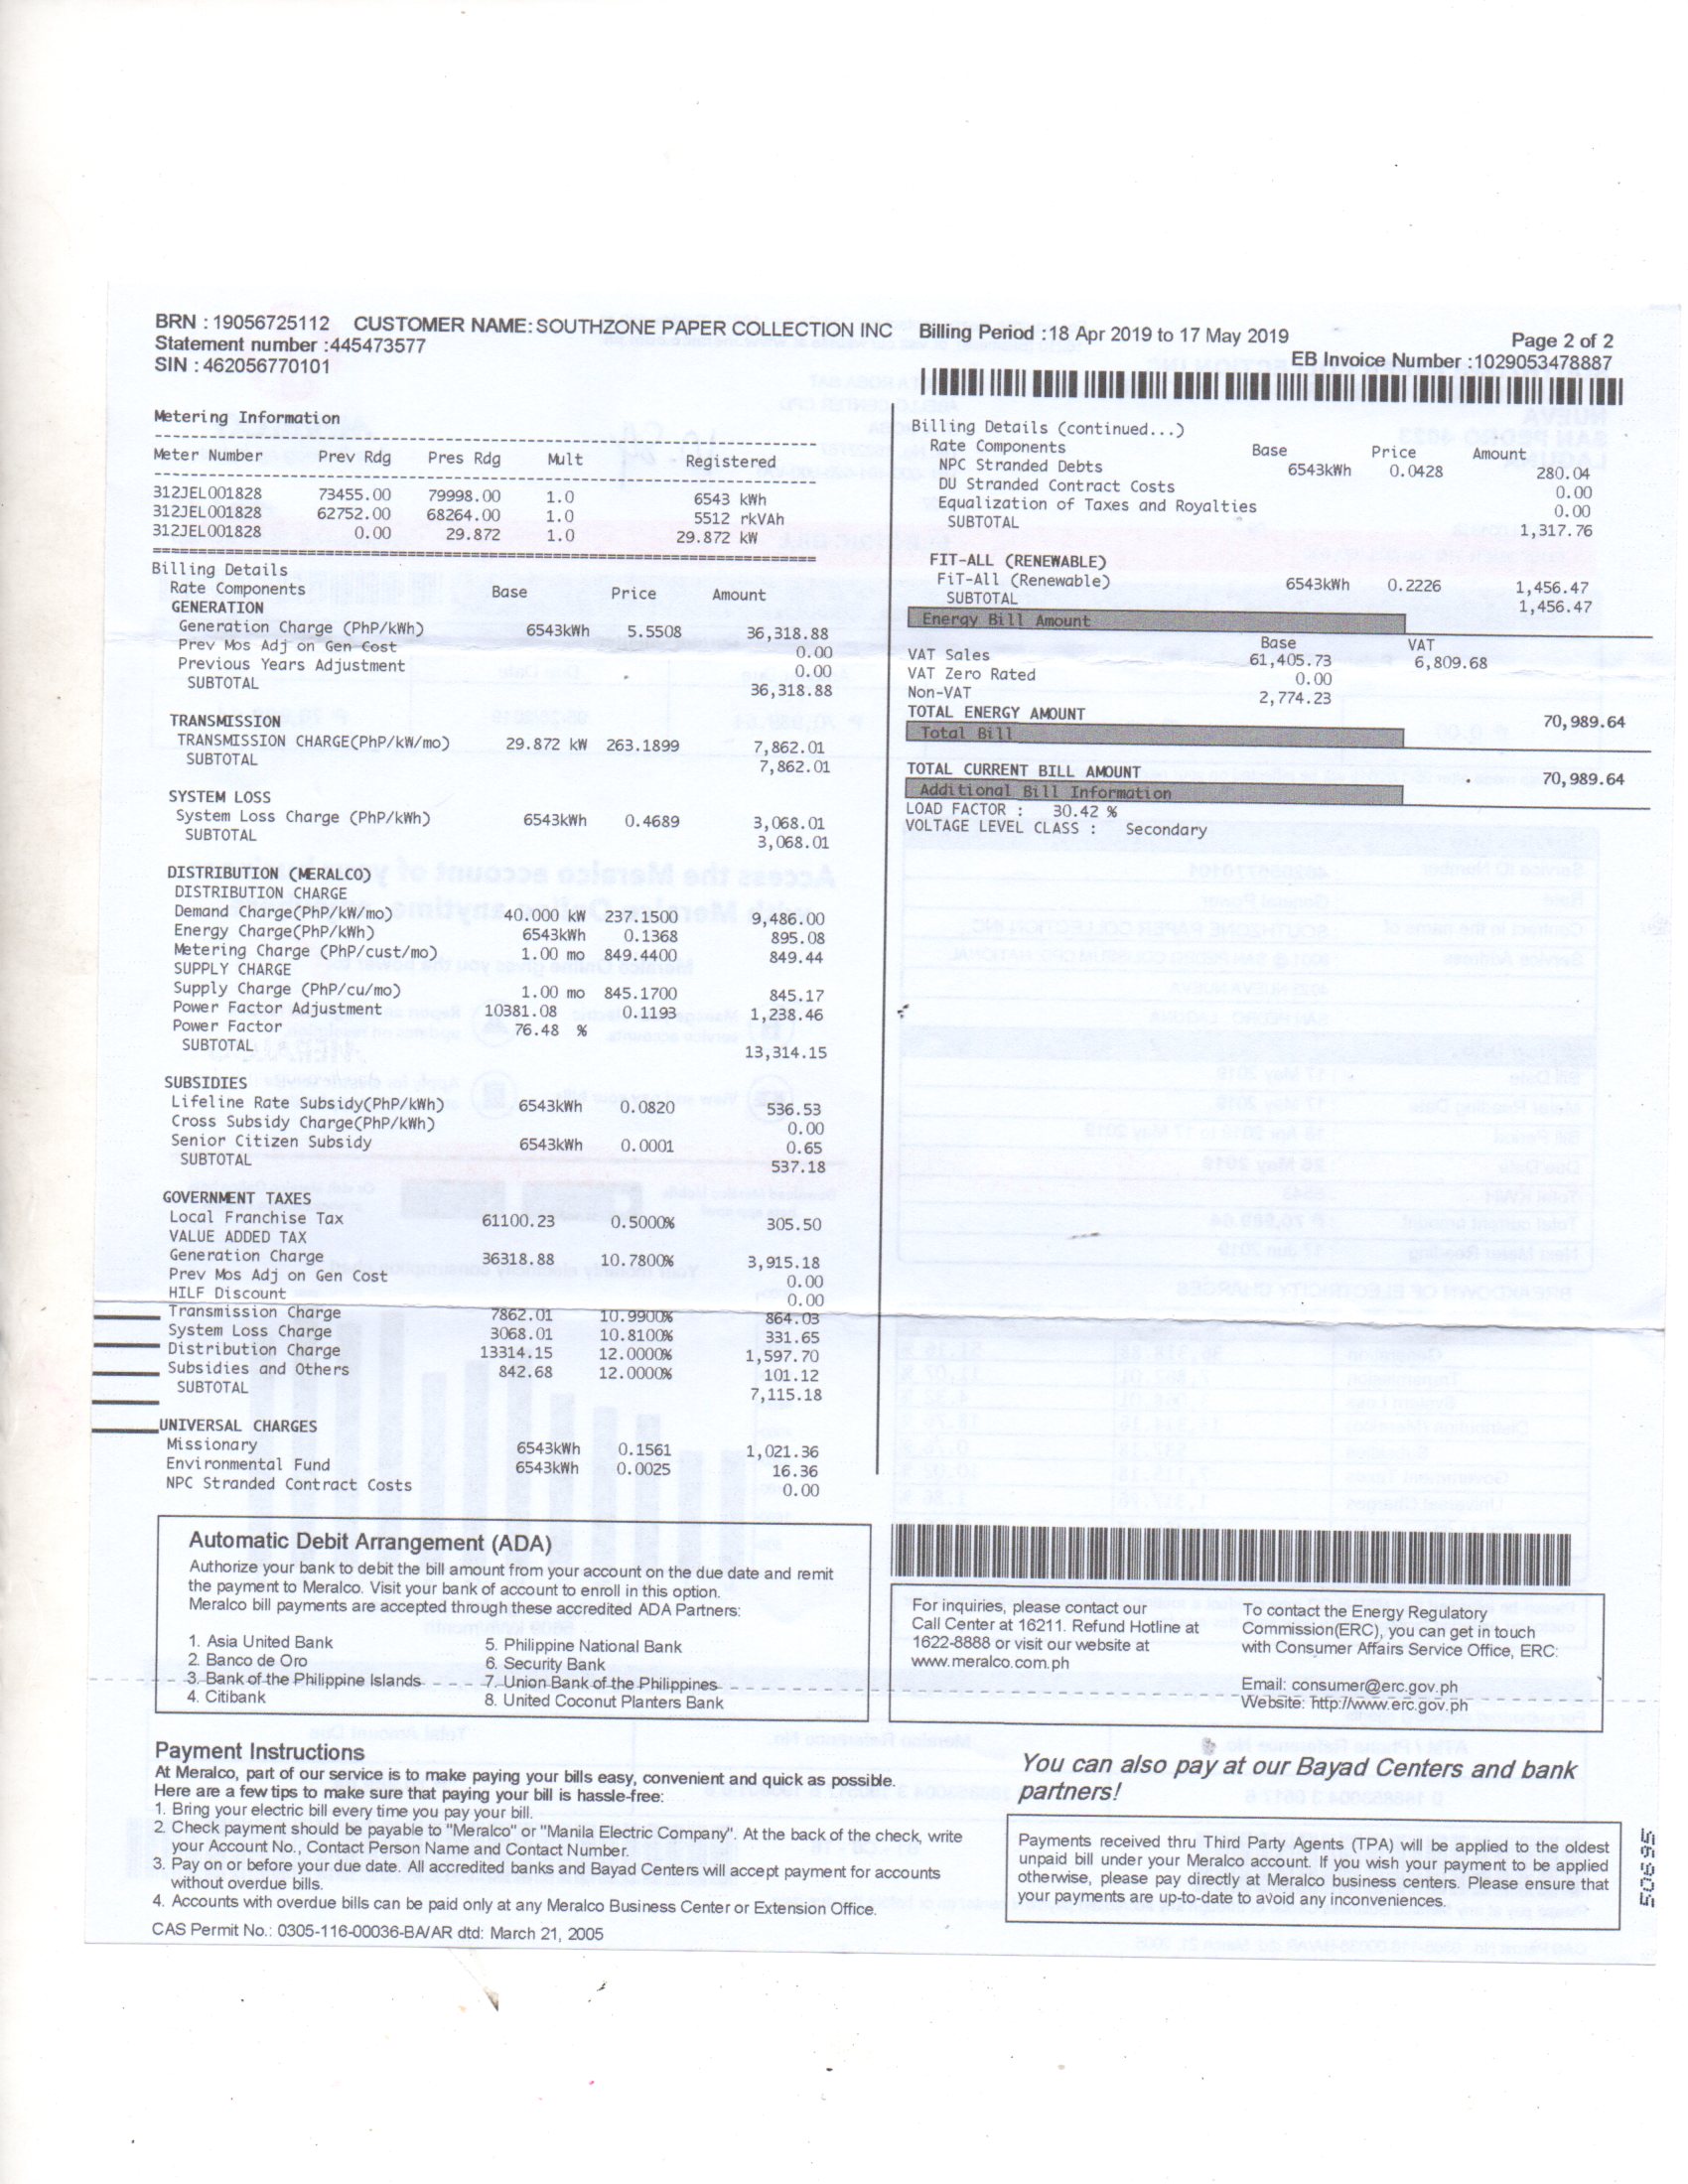 BRN : 19056725112 CUSTOMER NAME: SOUTHZONE PAPER COLLECTION INC Billing Period :18 Apr 2019 to 17 May 2019 Page 2 of 2
Statement number :445473577
SIN : 462056770101
EB Invoice Number :1029053478887
Metering Information
Meter Number Prev Rdg Pres Rdg Mult Registered
312JEL001828 73455.00 79998.00 1.0 6543 kWh
312JEL001828 62752.00 68264.00 1.0 5512 rkVAh
312JEL001828 0.00 29.872 1.0 29.872 kW
Billing Details
Rate Components Base Price Amount
GENERATION
Generation Charge (PhP/kWh) 6543kWh 5.5508 36,318.88
Prev Mos Adj on Gen Cost 0.00
Previous Years Adjustment 0.00
SUBTOTAL 36,318.88
TRANSMISSION
TRANSMISSION CHARGE(PhP/kW/mo) 29.872 kW 263.1899 7,862.01
SUBTOTAL 7,862.01
SYSTEM LOSS
System Loss Charge (PhP/kWh) 6543kWh 0.4689 3,068.01
SUBTOTAL 3,068.01
DISTRIBUTION (MERALCO)
DISTRIBUTION CHARGE
Demand Charge(PhP/kW/mo) 40.000 kW 237.1500 9,486.00
Energy Charge(PhP/kWh) 6543kWh 0.1368 895.08
Metering Charge (PhP/cust/mo) 1.00 mo 849.4400 849.44
SUPPLY CHARGE
Supply Charge (PhP/cu/mo) 1.00 mo 845.1700 845.17
Power Factor Adjustment 10381.08 0.1193 1,238.46
Power Factor 76.48 %
SUBTOTAL 13,314.15
SUBSIDIES
Lifeline Rate Subsidy(PhP/kWh) 6543kWh 0.0820 536.53
Cross Subsidy Charge(PhP/kWh) 0.00
Senior Citizen Subsidy 6543kWh 0.0001 0.65
SUBTOTAL 537.18
GOVERNMENT TAXES
Local Franchise Tax 61100.23 0.5000% 305.50
VALUE ADDED TAX
Generation Charge 36318.88 10.7800% 3,915.18
Prev Mos Adj on Gen Cost 0.00
HILF Discount 0.00
Transmission Charge 7862.01 10.9900% 864.03
System Loss Charge 3068.01 10.8100% 331.65
Distribution Charge 13314.15 12.0000% 1,597.70
Subsidies and Others 842.68 12.0000% 101.12
SUBTOTAL 7,115.18
UNIVERSAL CHARGES
Missionary 6543kWh 0.1561 1,021.36
Environmental Fund 6543kWh 0.0025 16.36
NPC Stranded Contract Costs 0.00
Billing Details (continued...)
Rate Components Base Price Amount
NPC Stranded Debts 6543kWh 0.0428 280.04
DU Stranded Contract Costs 0.00
Equalization of Taxes and Royalties 0.00
SUBTOTAL 1,317.76
FIT-ALL (RENEWABLE)
FiT-All (Renewable) 6543kWh 0.2226 1,456.47
SUBTOTAL 1,456.47
Energy Bill Amount
Base VAT
VAT Sales 61,405.73 6,809.68
VAT Zero Rated 0.00
Non-VAT 2,774.23
TOTAL ENERGY AMOUNT 70,989.64
Total Bill
TOTAL CURRENT BILL AMOUNT 70,989.64
Additional Bill Information
LOAD FACTOR : 30.42 %
VOLTAGE LEVEL CLASS : Secondary
Automatic Debit Arrangement (ADA)
Authorize your bank to debit the bill amount from your account on the due date and remit
the payment to Meralco. Visit your bank of account to enroll in this option.
Meralco bill payments are accepted through these accredited ADA Partners:
1. Asia United Bank
2. Banco de Oro
3. Bank of the Philippine Islands
4. Citibank
5. Philippine National Bank
6. Security Bank
7. Union Bank of the Philippines
8. United Coconut Planters Bank
For inquiries, please contact our
Call Center at 16211. Refund Hotline at
1622-8888 or visit our website at
www.meralco.com.ph
To contact the Energy Regulatory
Commission(ERC), you can get in touch
with Consumer Affairs Service Office, ERC:
Email: consumer@erc.gov.ph
Website: http://www.erc.gov.ph
Payment Instructions
At Meralco, part of our service is to make paying your bills easy, convenient and quick as possible.
Here are a few tips to make sure that paying your bill is hassle-free:
1. Bring your electric bill every time you pay your bill.
2. Check payment should be payable to "Meralco" or "Manila Electric Company". At the back of the check, write
your Account No., Contact Person Name and Contact Number.
3. Pay on or before your due date. All accredited banks and Bayad Centers will accept payment for accounts
without overdue bills.
4. Accounts with overdue bills can be paid only at any Meralco Business Center or Extension Office.
CAS Permit No.: 0305-116-00036-BA/AR dtd: March 21, 2005
You can also pay at our Bayad Centers and bank
partners!
Payments received thru Third Party Agents (TPA) will be applied to the oldest
unpaid bill under your Meralco account. If you wish your payment to be applied
otherwise, please pay directly at Meralco business centers. Please ensure that
your payments are up-to-date to avoid any inconveniences.